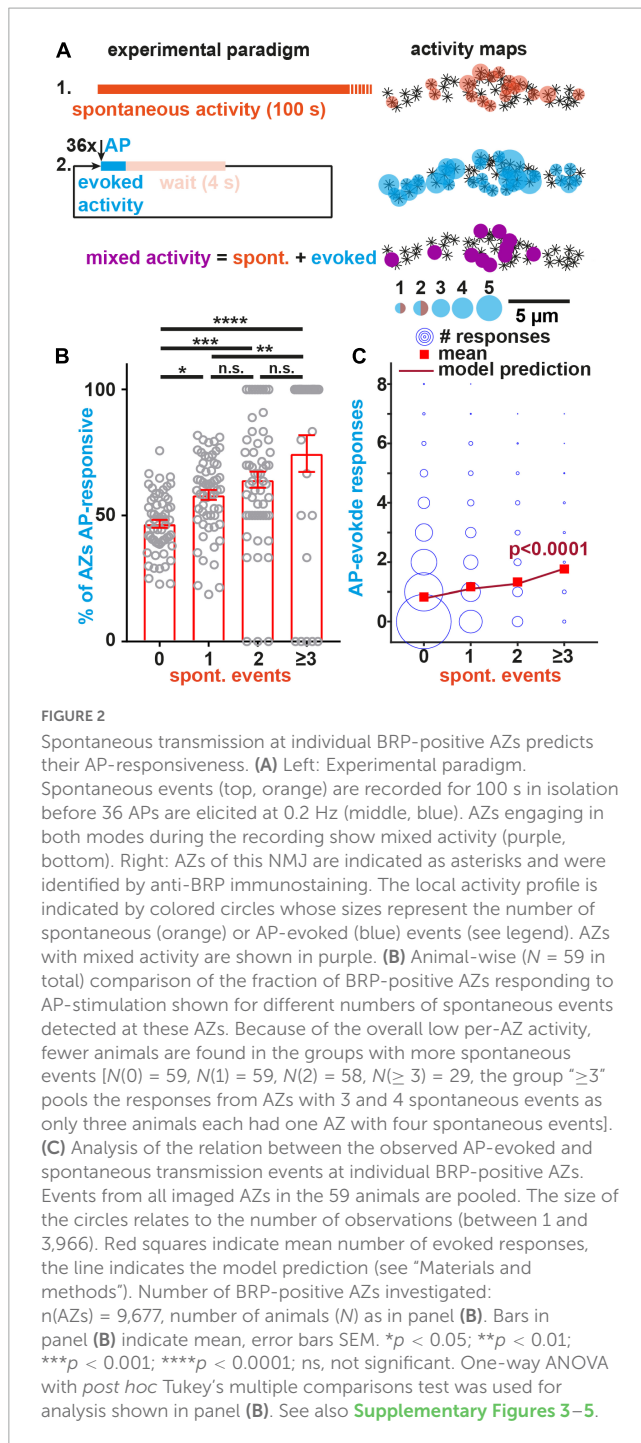 A experimental paradigm activity maps
1.
spontaneous activity (100 s)
36x AP
2.
evoked wait (4 s)
activity
mixed activity = spont. + evoked
1 2 3 4 5
5 µm
B
**** 
*** **
* n.s. n.s.
% of AZs AP-responsive
100
50
0
0 1 2 ≥3
spont. events
C
# responses
mean
model prediction
AP-evokde responses
8
6
4
2
0
p<0.0001
0 1 2 ≥3
spont. events
FIGURE 2
Spontaneous transmission at individual BRP-positive AZs predicts
their AP-responsiveness. (A) Left: Experimental paradigm.
Spontaneous events (top, orange) are recorded for 100 s in isolation
before 36 APs are elicited at 0.2 Hz (middle, blue). AZs engaging in
both modes during the recording show mixed activity (purple,
bottom). Right: AZs of this NMJ are indicated as asterisks and were
identified by anti-BRP immunostaining. The local activity profile is
indicated by colored circles whose sizes represent the number of
spontaneous (orange) or AP-evoked (blue) events (see legend). AZs
with mixed activity are shown in purple. (B) Animal-wise (N = 59 in
total) comparison of the fraction of BRP-positive AZs responding to
AP-stimulation shown for different numbers of spontaneous events
detected at these AZs. Because of the overall low per-AZ activity,
fewer animals are found in the groups with more spontaneous
events [N(0) = 59, N(1) = 59, N(2) = 58, N(≥ 3) = 29, the group “≥3”
pools the responses from AZs with 3 and 4 spontaneous events as
only three animals each had one AZ with four spontaneous events].
(C) Analysis of the relation between the observed AP-evoked and
spontaneous transmission events at individual BRP-positive AZs.
Events from all imaged AZs in the 59 animals are pooled. The size of
the circles relates to the number of observations (between 1 and
3,966). Red squares indicate mean number of evoked responses,
the line indicates the model prediction (see “Materials and
methods”). Number of BRP-positive AZs investigated:
n(AZs) = 9,677, number of animals (N) as in panel (B). Bars in
panel (B) indicate mean, error bars SEM. *p < 0.05; **p < 0.01;
***p < 0.001; ****p < 0.0001; ns, not significant. One-way ANOVA
with post hoc Tukey’s multiple comparisons test was used for
analysis shown in panel (B). See also Supplementary Figures 3–5.